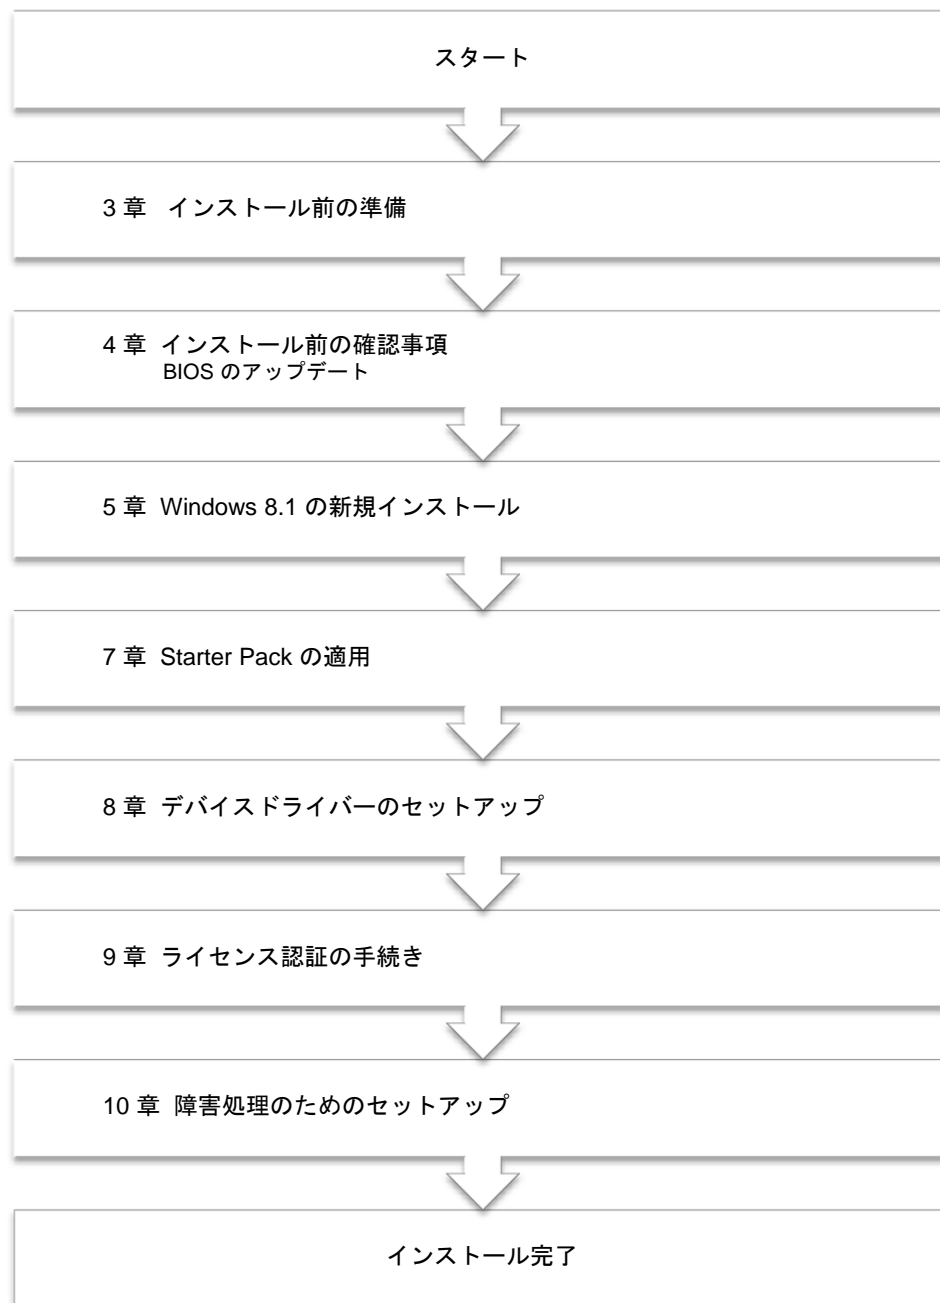 スタート
3 章 インストール前の準備
4 章 インストール前の確認事項
BIOS のアップデート
5 章 Windows 8.1 の新規インストール
7 章 Starter Pack の適用
8 章 デバイスドライバーのセットアップ
9 章 ライセンス認証の手続き
10 章 障害処理のためのセットアップ
インストール完了